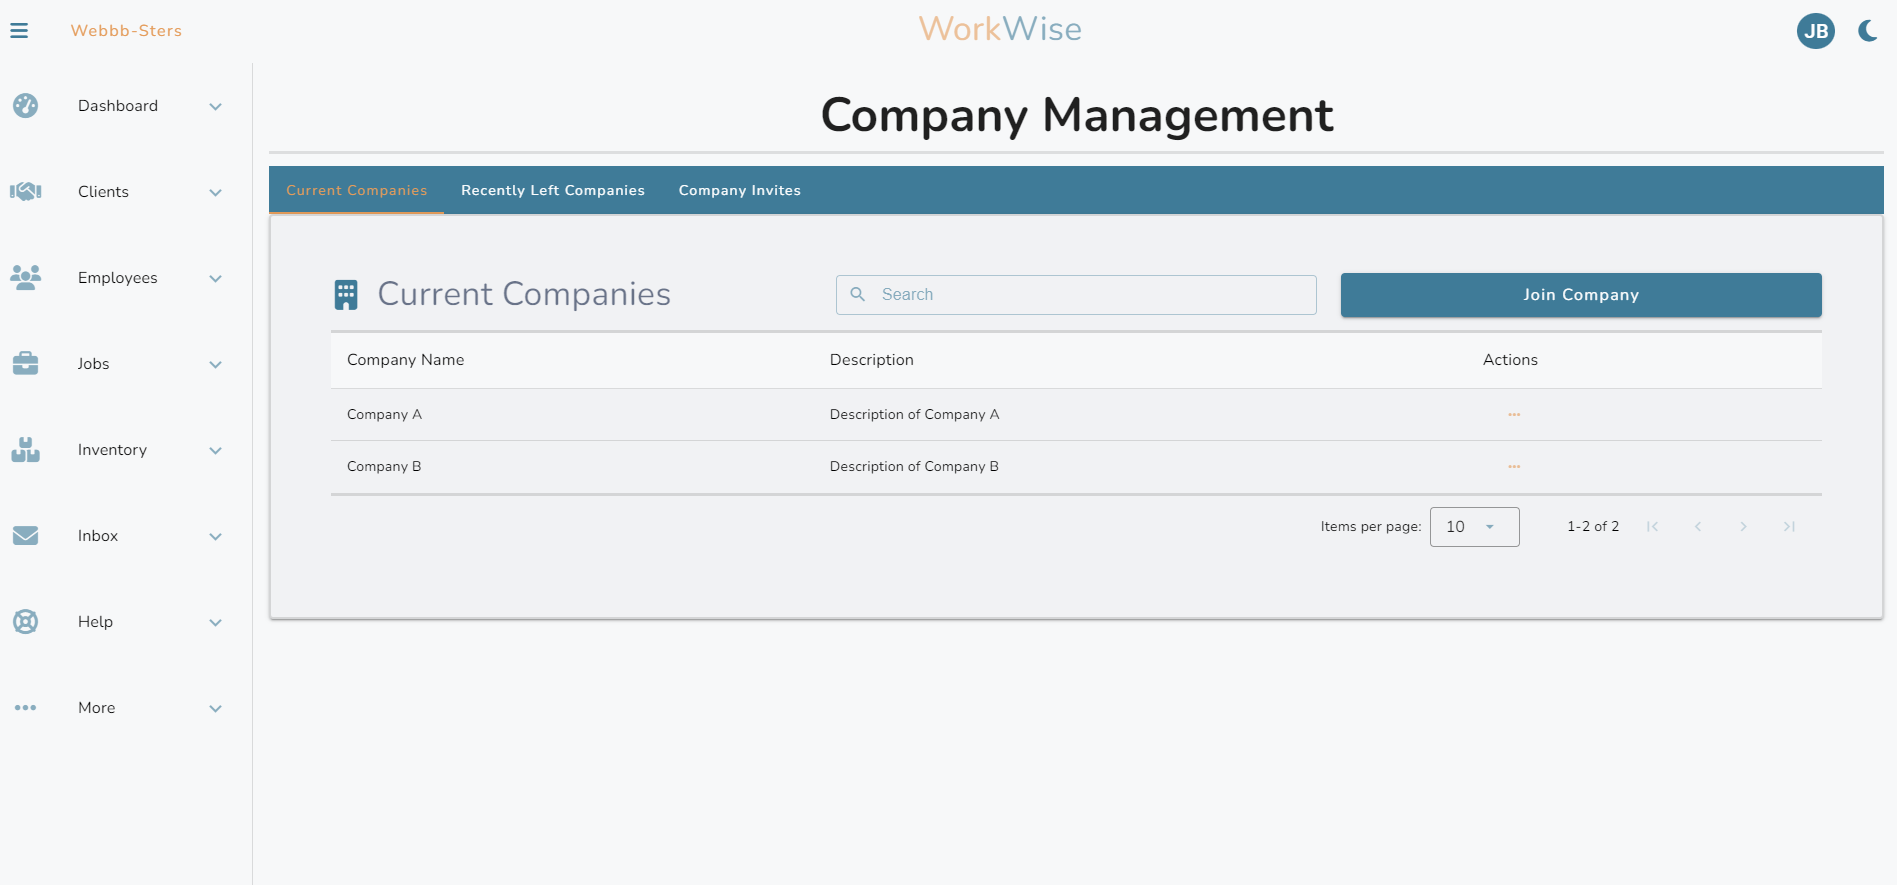 Webbb-Sters
WorkWise
JB
Dashboard
Clients
Employees
Jobs
Inventory
Inbox
Help
More
Company Management
Current Companies Recently Left Companies Company Invites
Current Companies
Search
Join Company
Company Name Description Actions
Company A Description of Company A
Company B Description of Company B
Items per page: 10 1-2 of 2